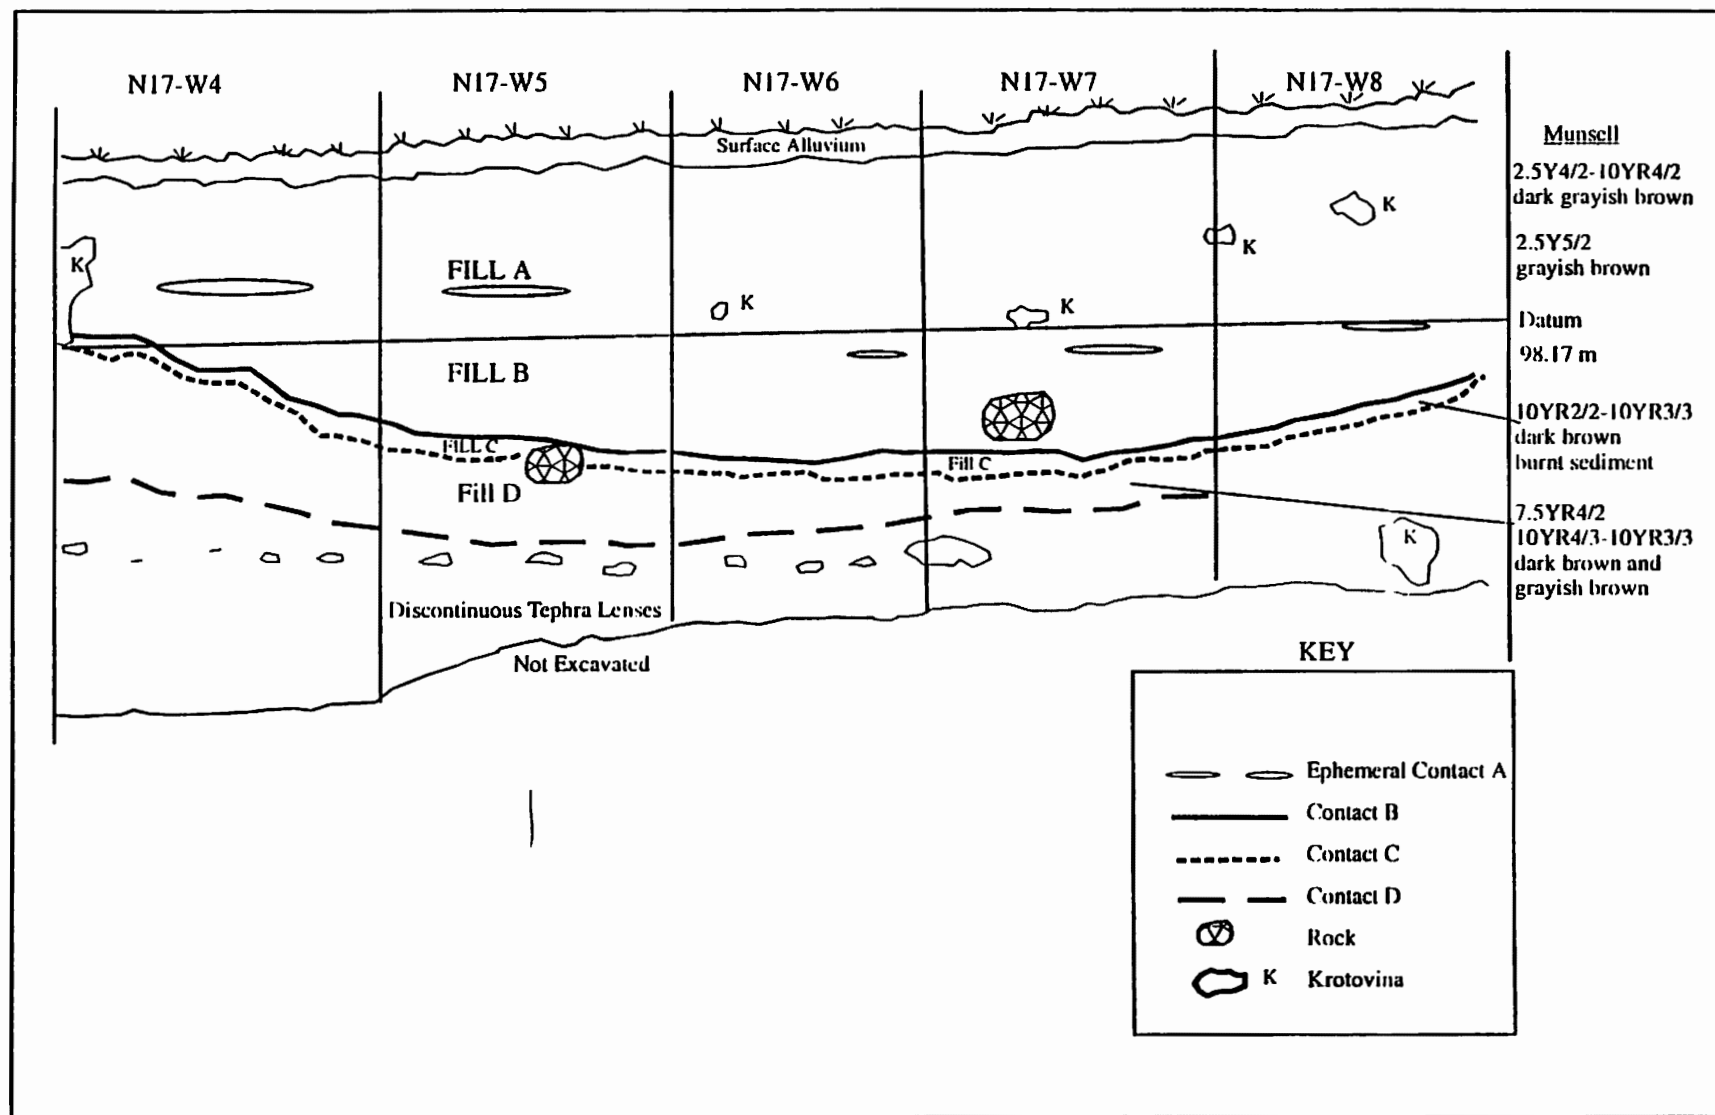 N17-W4 N17-W5 N17-W6 N17-W7 N17-W8
Surface Alluvium
Munsell
2.5Y4/2-10YR4/2
dark grayish brown
K
K
2.5Y5/2
grayish brown
K
FILL A
K
K
Datum
98.17 m
FILL B
10YR2/2-10YR3/3
dark brown
burnt sediment
FILL C
Fill C
Fill D
7.5YR4/2
10YR4/3-10YR3/3
dark brown and
grayish brown
K
Discontinuous Tephra Lenses
Not Excavated
KEY
Ephemeral Contact A
Contact B
Contact C
Contact D
Rock
K Krotovina